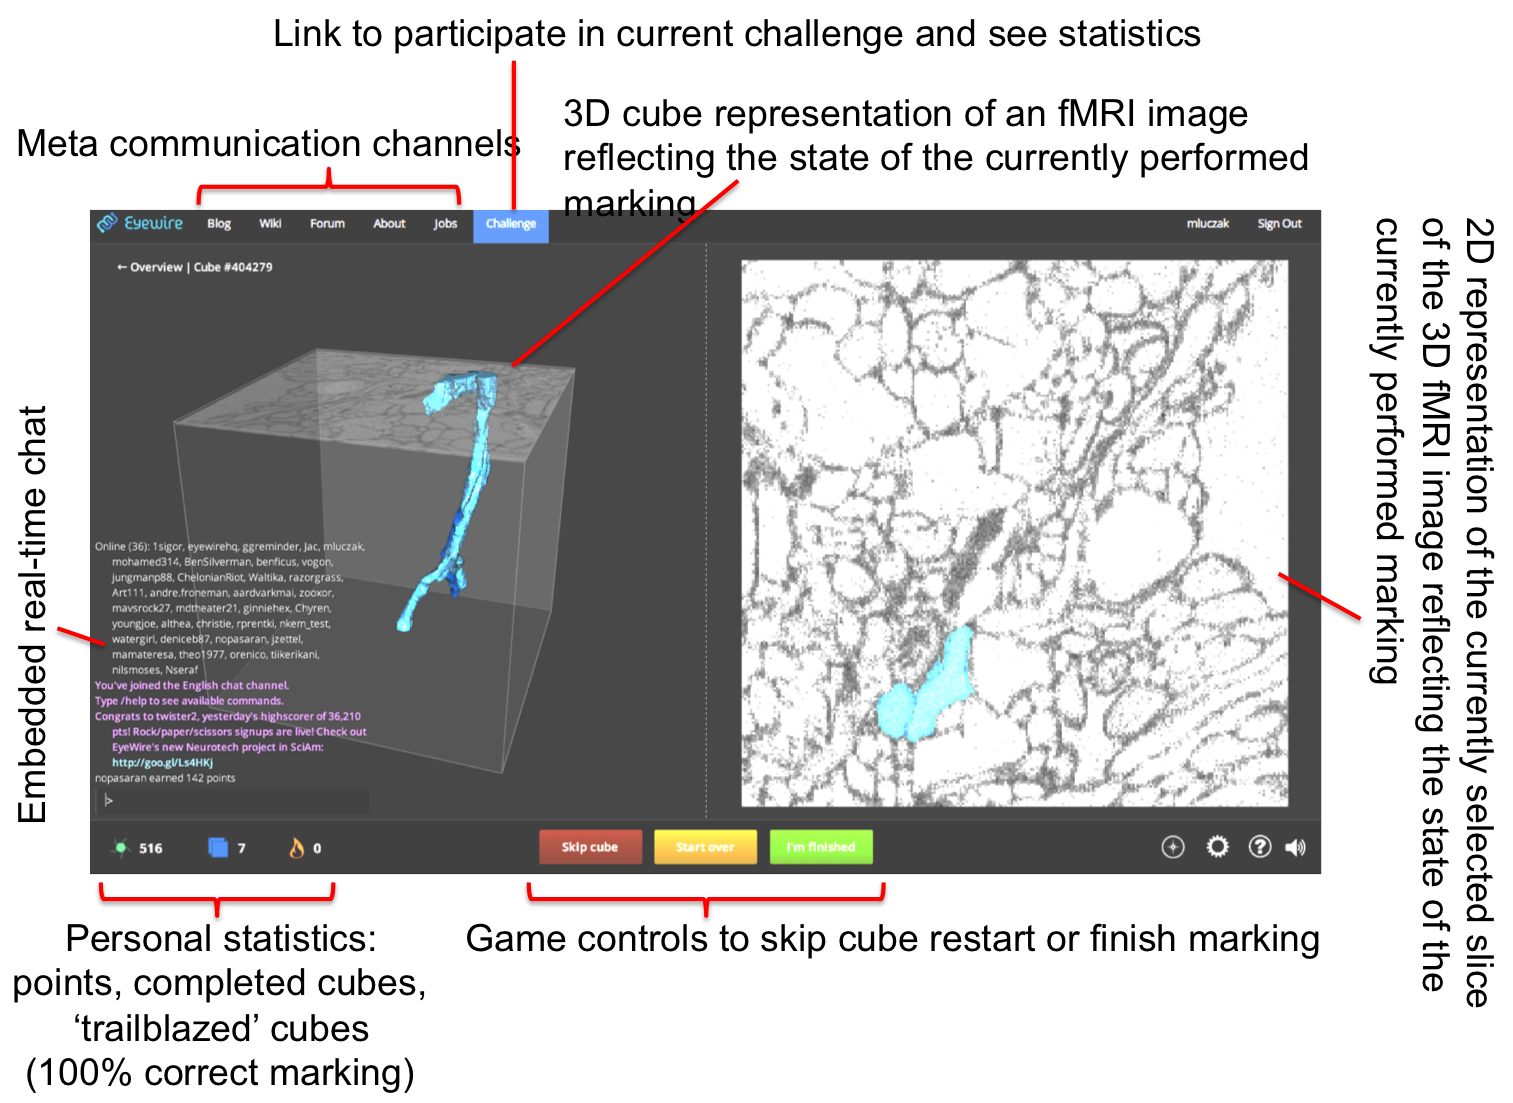 Link to participate in current challenge and see statistics
3D cube representation of an fMRI image
reflecting the state of the currently performed
marking
Meta communication channels
Eyewire Blog Wiki Forum About Jobs Challenge mluczak Sign Out
← Overview | Cube #404279
Embedded real-time chat
Online (36): 1sigor, eyewirehq, ggreminder, Jac, mluczak,
mohamed314, BenSilverman, benficus, vogon,
jungmanp88, ChelonianRiot, Waltika, razorgrass,
Art111, andre.froneman, aardvarkmai, zooxor,
mavsrock27, mdtheater21, ginniehex, Chyren,
youngjoe, althea, christie, rprentki, nkem_test,
watergirl, deniceb87, nopasaran, jzettel,
mamateresa, theo1977, orenico, tiikerikani,
nilsmoses, Nseraf
You've joined the English chat channel.
Type /help to see available commands.
Congrats to twister2, yesterday's highscorer of 36,210
pts! Rock/paper/scissors signups are live! Check out
EyeWire's new Neurotech project in SciAm:
http://goo.gl/Ls4HKj
nopasaran earned 142 points
>
516 7 0 Skip cube Start over I'm finished
2D representation of the currently selected slice
of the 3D fMRI image reflecting the state of the
currently performed marking
Personal statistics:
points, completed cubes,
‘trailblazed’ cubes
(100% correct marking)
Game controls to skip cube restart or finish marking